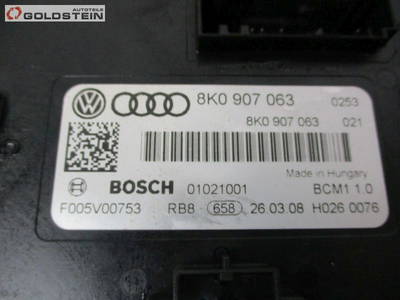 AUTOTEILE
GOLDSTEIN
8K0 907 063 0253
8K0 907 063 021
Made in Hungary
BOSCH 01021001 BCM1 1.0
F005V00753 RB8 658 26.03.08 H026 0076